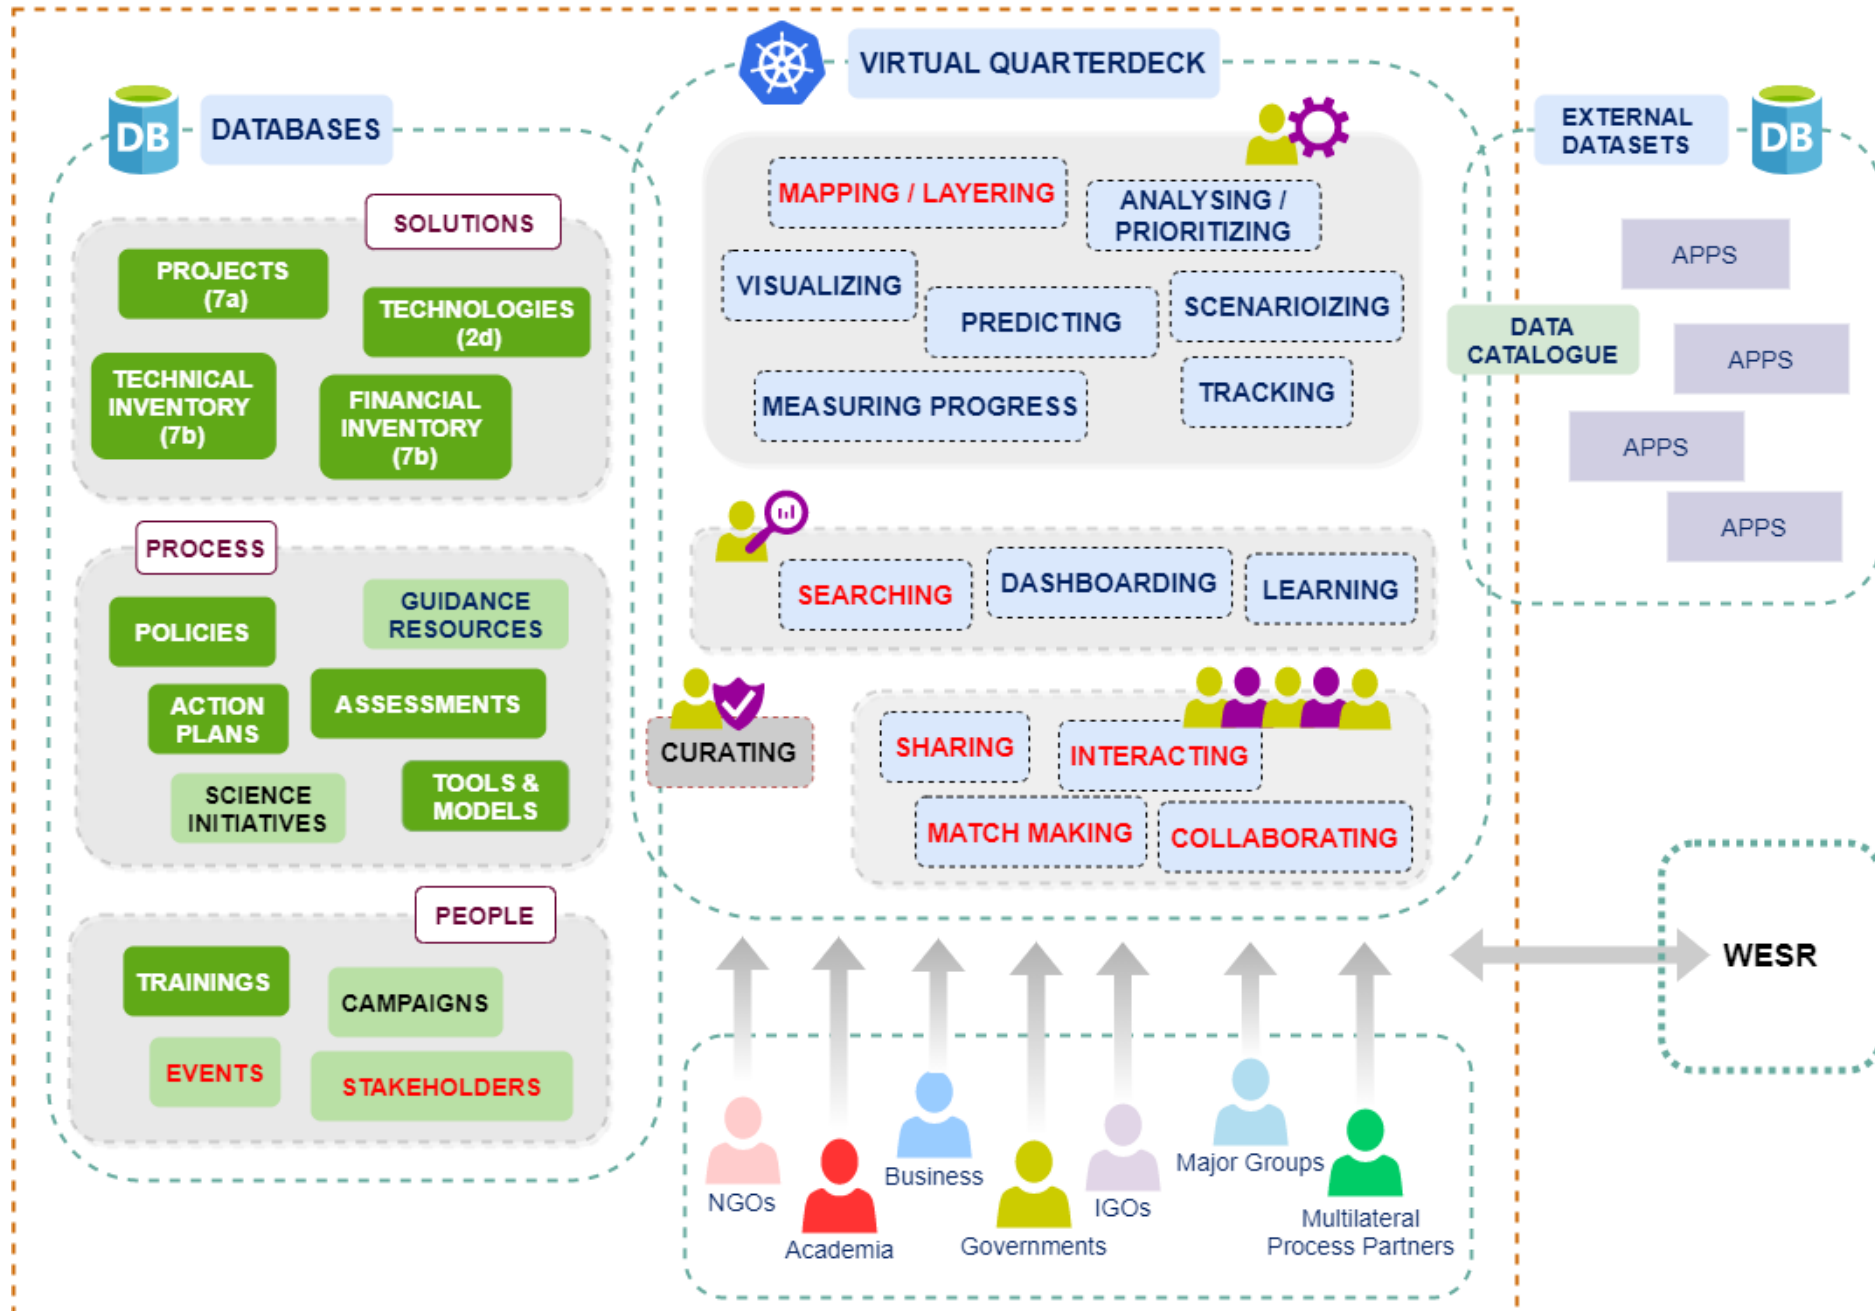 VIRTUAL QUARTERDECK
DB
DATABASES
SOLUTIONS
PROJECTS
(7a)
TECHNOLOGIES
(2d)
TECHNICAL
INVENTORY
(7b)
FINANCIAL
INVENTORY
(7b)
PROCESS
POLICIES
GUIDANCE
RESOURCES
ACTION
PLANS
ASSESSMENTS
SCIENCE
INITIATIVES
TOOLS &
MODELS
PEOPLE
TRAININGS
CAMPAIGNS
EVENTS
STAKEHOLDERS
MAPPING / LAYERING
ANALYSING /
PRIORITIZING
VISUALIZING
PREDICTING
SCENARIOIZING
MEASURING PROGRESS
TRACKING
SEARCHING
DASHBOARDING
LEARNING
CURATING
SHARING
INTERACTING
MATCH MAKING
COLLABORATING
NGOs
Academia
Business
Governments
IGOs
Major Groups
Multilateral
Process Partners
EXTERNAL
DATASETS
DB
APPS
DATA
CATALOGUE
APPS
APPS
APPS
WESR